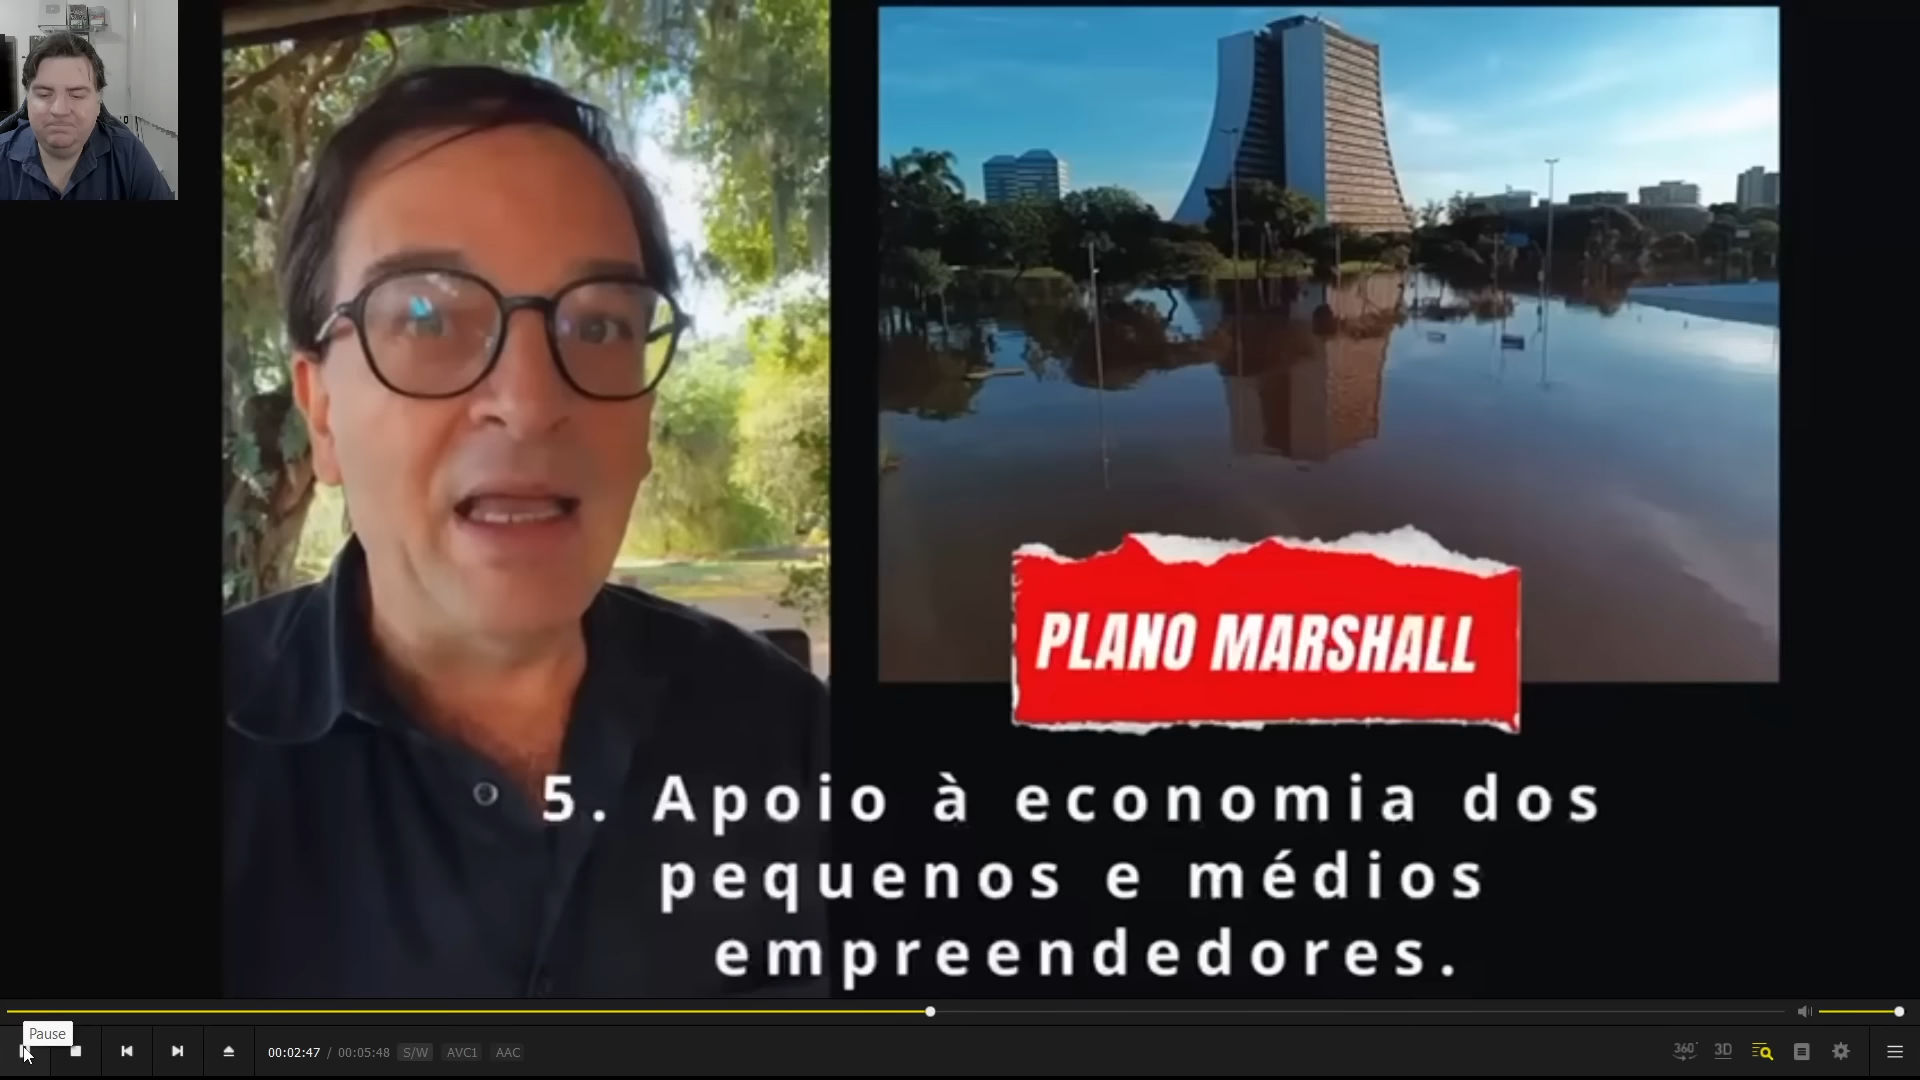 PLANO MARSHALL
5. Apoio à economia dos
pequenos e médios
empreendedores.
Pause
00:02:47 / 00:05:48 S/W AVC1 AAC
360° 3D